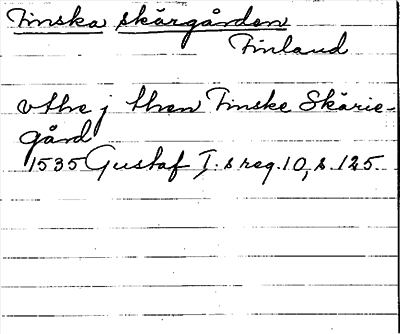 Finska skärgården
Finland
vthe j then Finske Skärie-
gård
1535 Gustaf I:s reg. 10, s. 125.